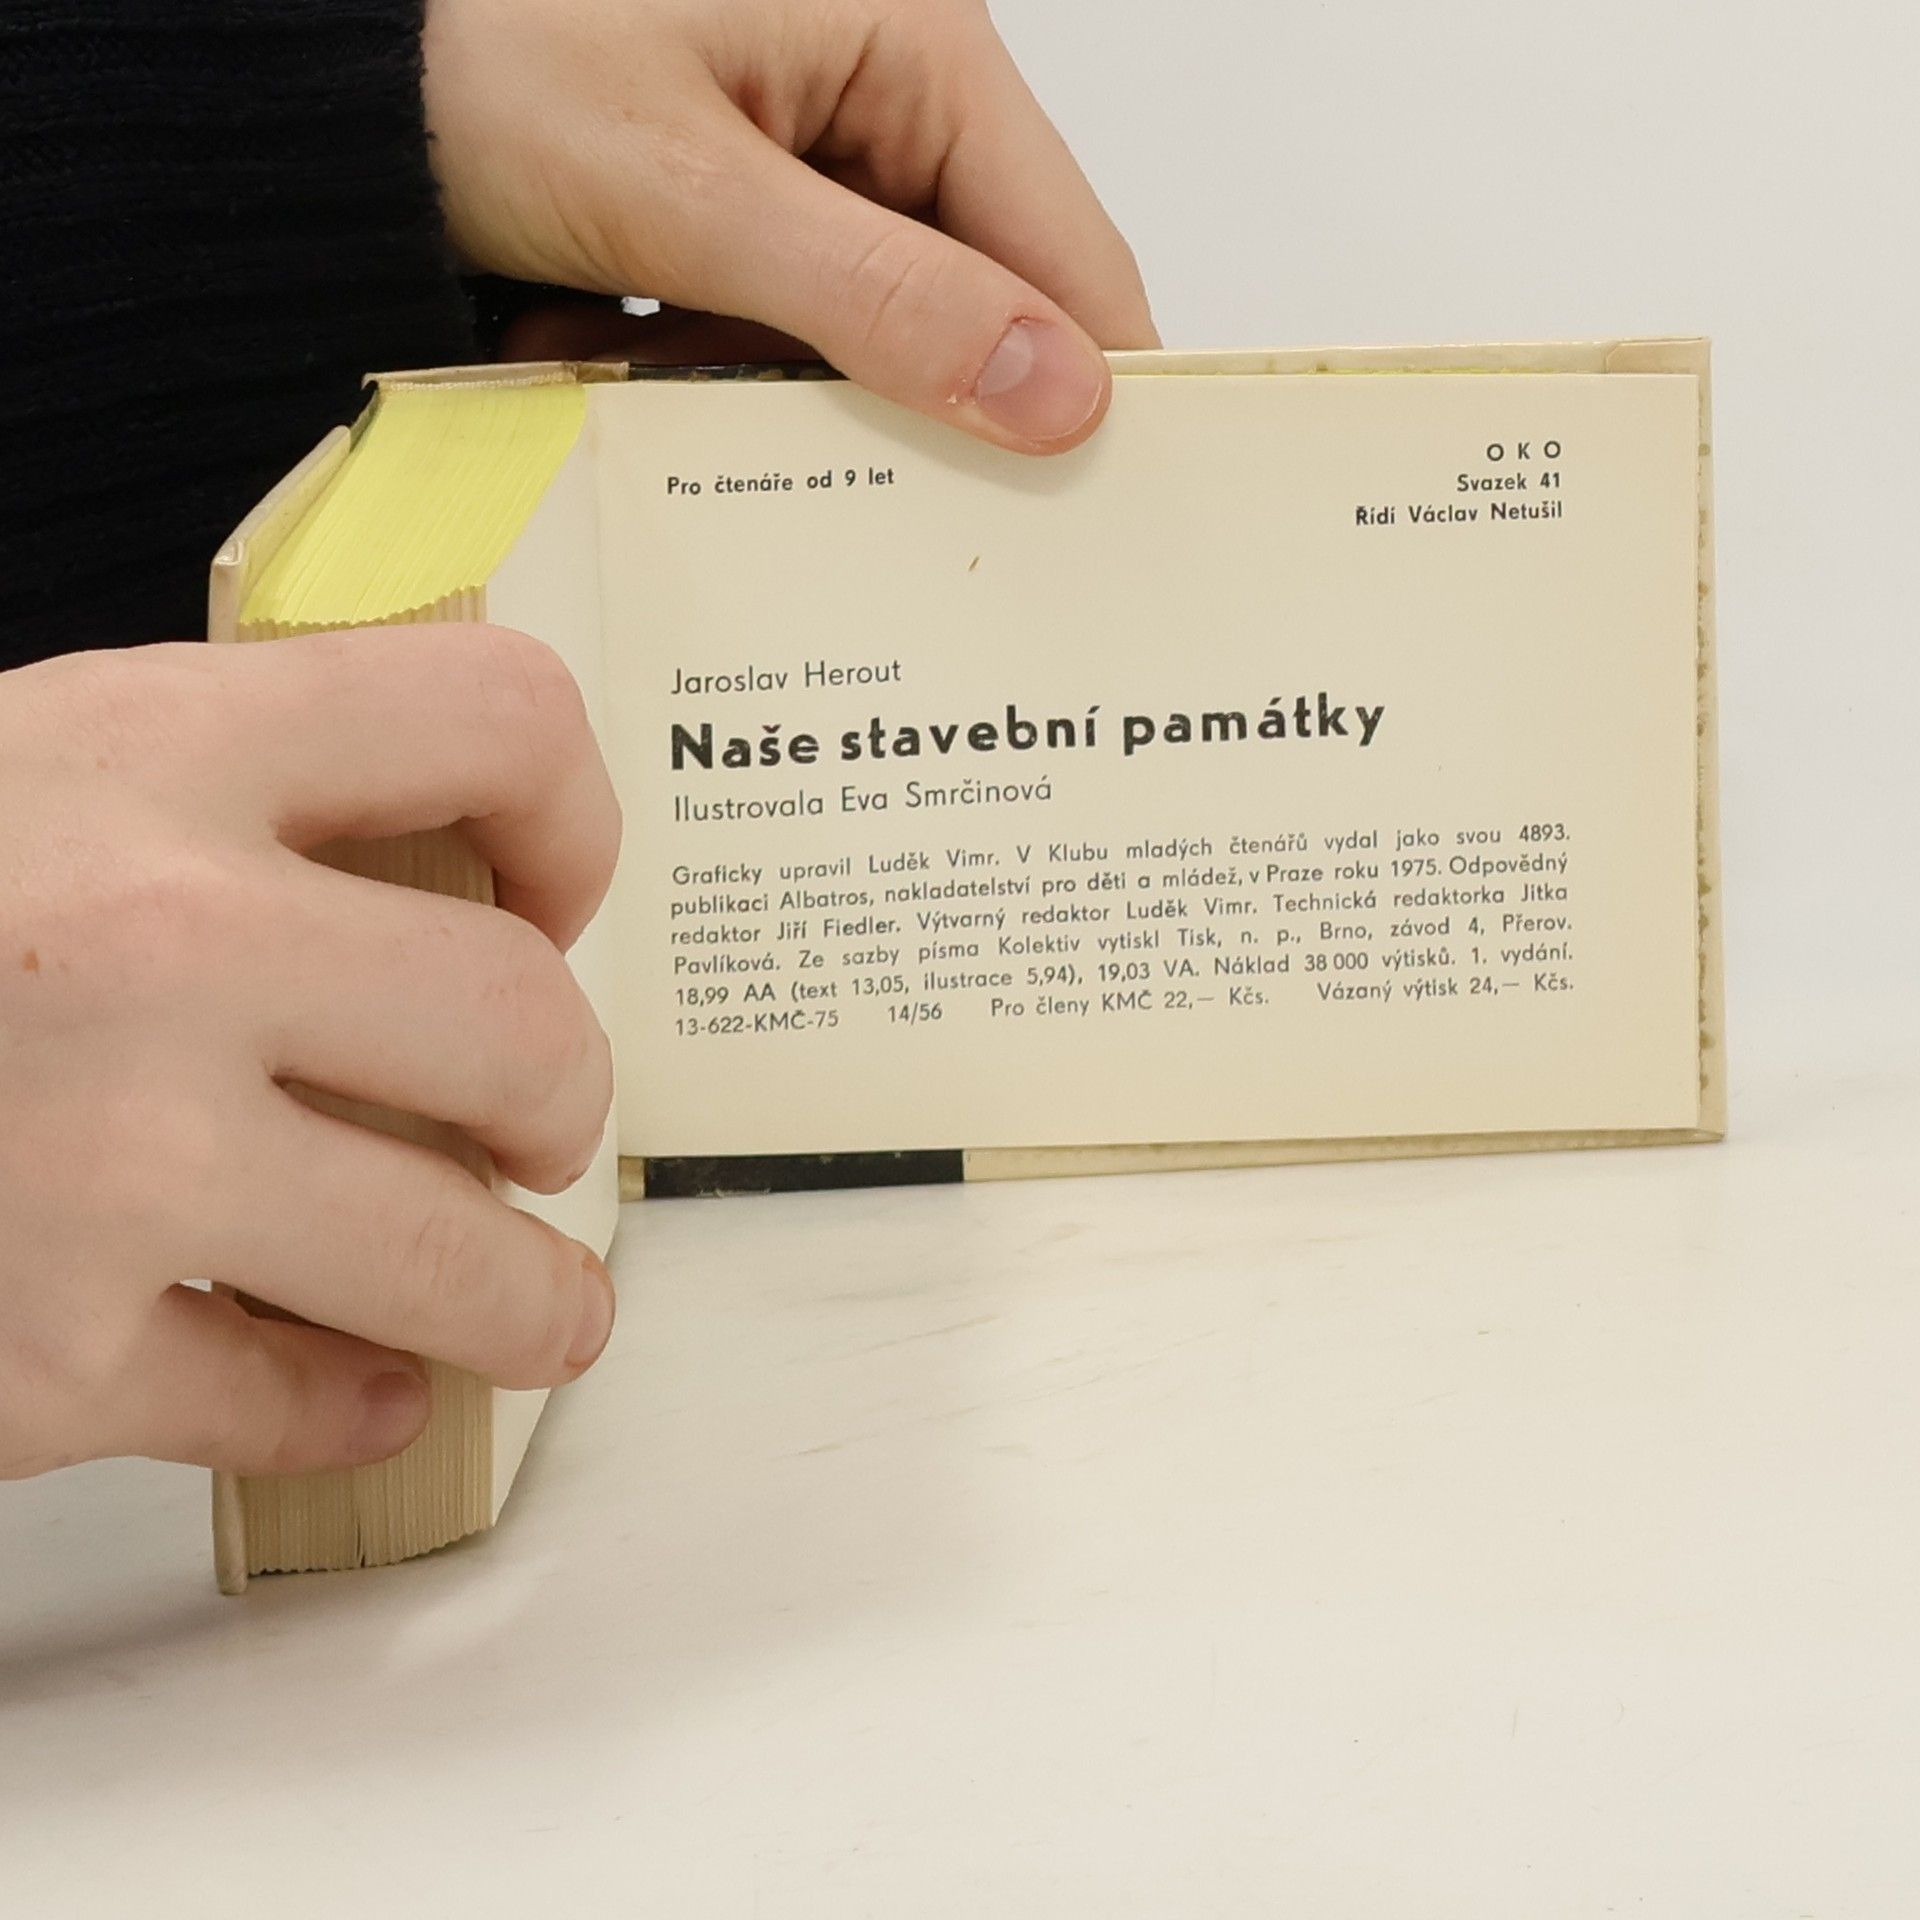 Pro čtenáře od 9 let
O K O
Svazek 41
Řídí Václav Netušil
Jaroslav Herout
Naše stavební památky
Ilustrovala Eva Smrčinová
Graficky upravil Luděk Vimr. V Klubu mladých čtenářů vydal jako svou 4893.
publikaci Albatros, nakladatelství pro děti a mládež, v Praze roku 1975. Odpovědný
redaktor Jiří Fiedler. Výtvarný redaktor Luděk Vimr. Technická redaktorka Jitka
Pavlíková. Ze sazby písma Kolektiv vytiskl Tisk, n. p., Brno, závod 4, Přerov.
18,99 AA (text 13,05, ilustrace 5,94), 19,03 VA. Náklad 38 000 výtisků. 1. vydání.
13-622-KMČ-75 14/56 Pro členy KMČ 22,— Kčs. Vázaný výtisk 24,— Kčs.